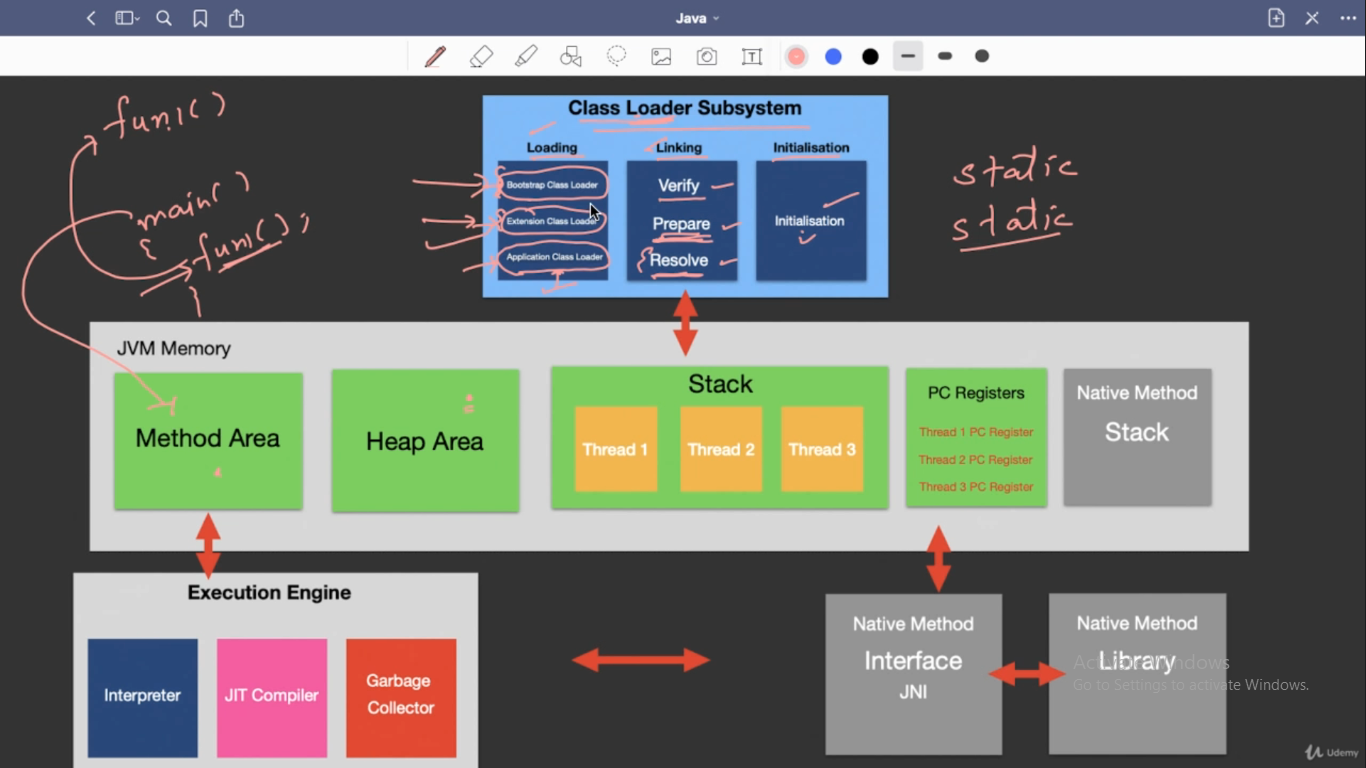 Java
Class Loader Subsystem
Loading
Linking
Initialisation
Bootstrap Class Loader
Extension Class Loader
Application Class Loader
Verify
Prepare
Resolve
Initialisation
fun1()
main()
{
fun1();
}
static
static
JVM Memory
Method Area
Heap Area
Stack
Thread 1
Thread 2
Thread 3
PC Registers
Thread 1 PC Register
Thread 2 PC Register
Thread 3 PC Register
Native Method
Stack
Execution Engine
Interpreter
JIT Compiler
Garbage
Collector
Native Method
Interface
JNI
Native Method
Library
Activate Windows
Go to Settings to activate Windows.
Udemy